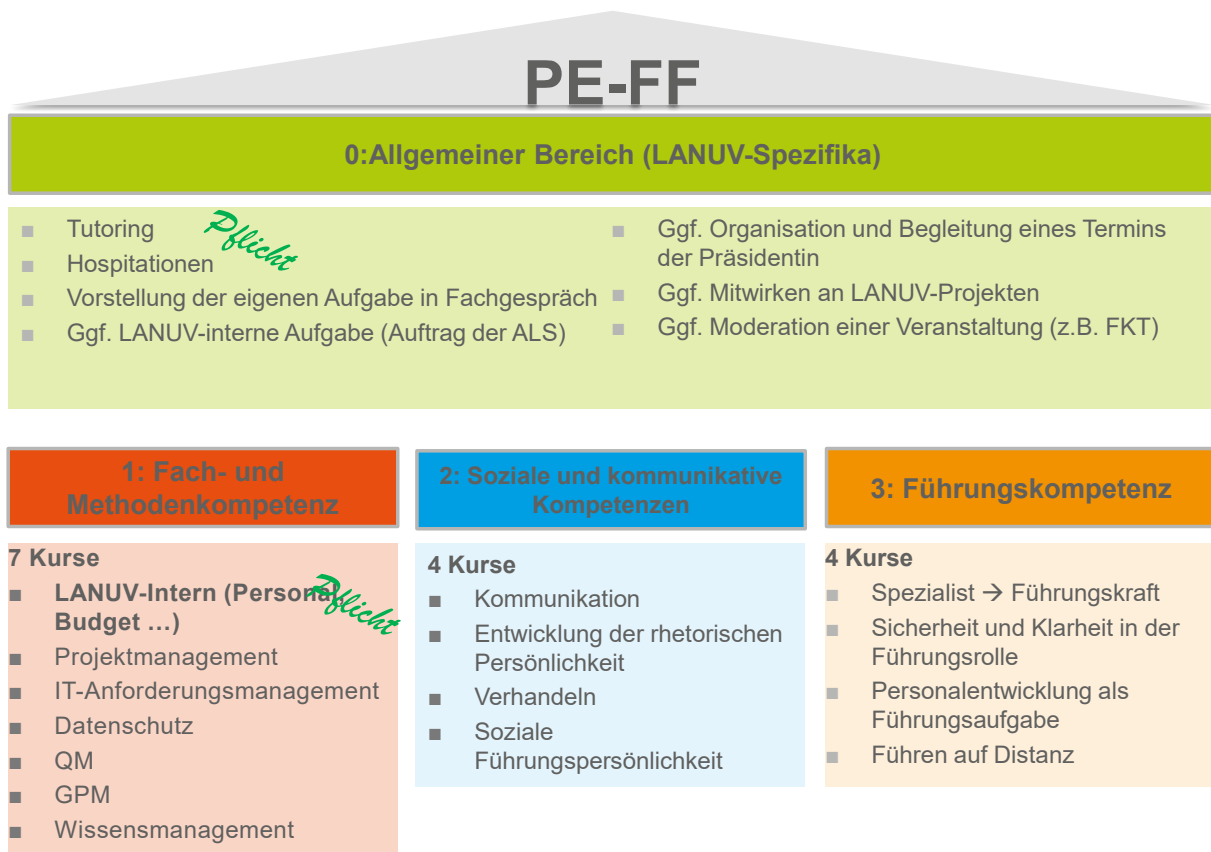 PE-FF
0:Allgemeiner Bereich (LANUV-Spezifika)
■ Tutoring
Pflicht
■ Hospitationen
■ Vorstellung der eigenen Aufgabe in Fachgespräch
■ Ggf. LANUV-interne Aufgabe (Auftrag der ALS)
■ Ggf. Organisation und Begleitung eines Termins
der Präsidentin
■ Ggf. Mitwirken an LANUV-Projekten
■ Ggf. Moderation einer Veranstaltung (z.B. FKT)
1: Fach- und
Methodenkompetenz
7 Kurse
■ LANUV-Intern (Personal,
Budget …)
Pflicht
■ Projektmanagement
■ IT-Anforderungsmanagement
■ Datenschutz
■ QM
■ GPM
■ Wissensmanagement
2: Soziale und kommunikative
Kompetenzen
4 Kurse
■ Kommunikation
■ Entwicklung der rhetorischen
Persönlichkeit
■ Verhandeln
■ Soziale
Führungspersönlichkeit
3: Führungskompetenz
4 Kurse
■ Spezialist → Führungskraft
■ Sicherheit und Klarheit in der
Führungsrolle
■ Personalentwicklung als
Führungsaufgabe
■ Führen auf Distanz